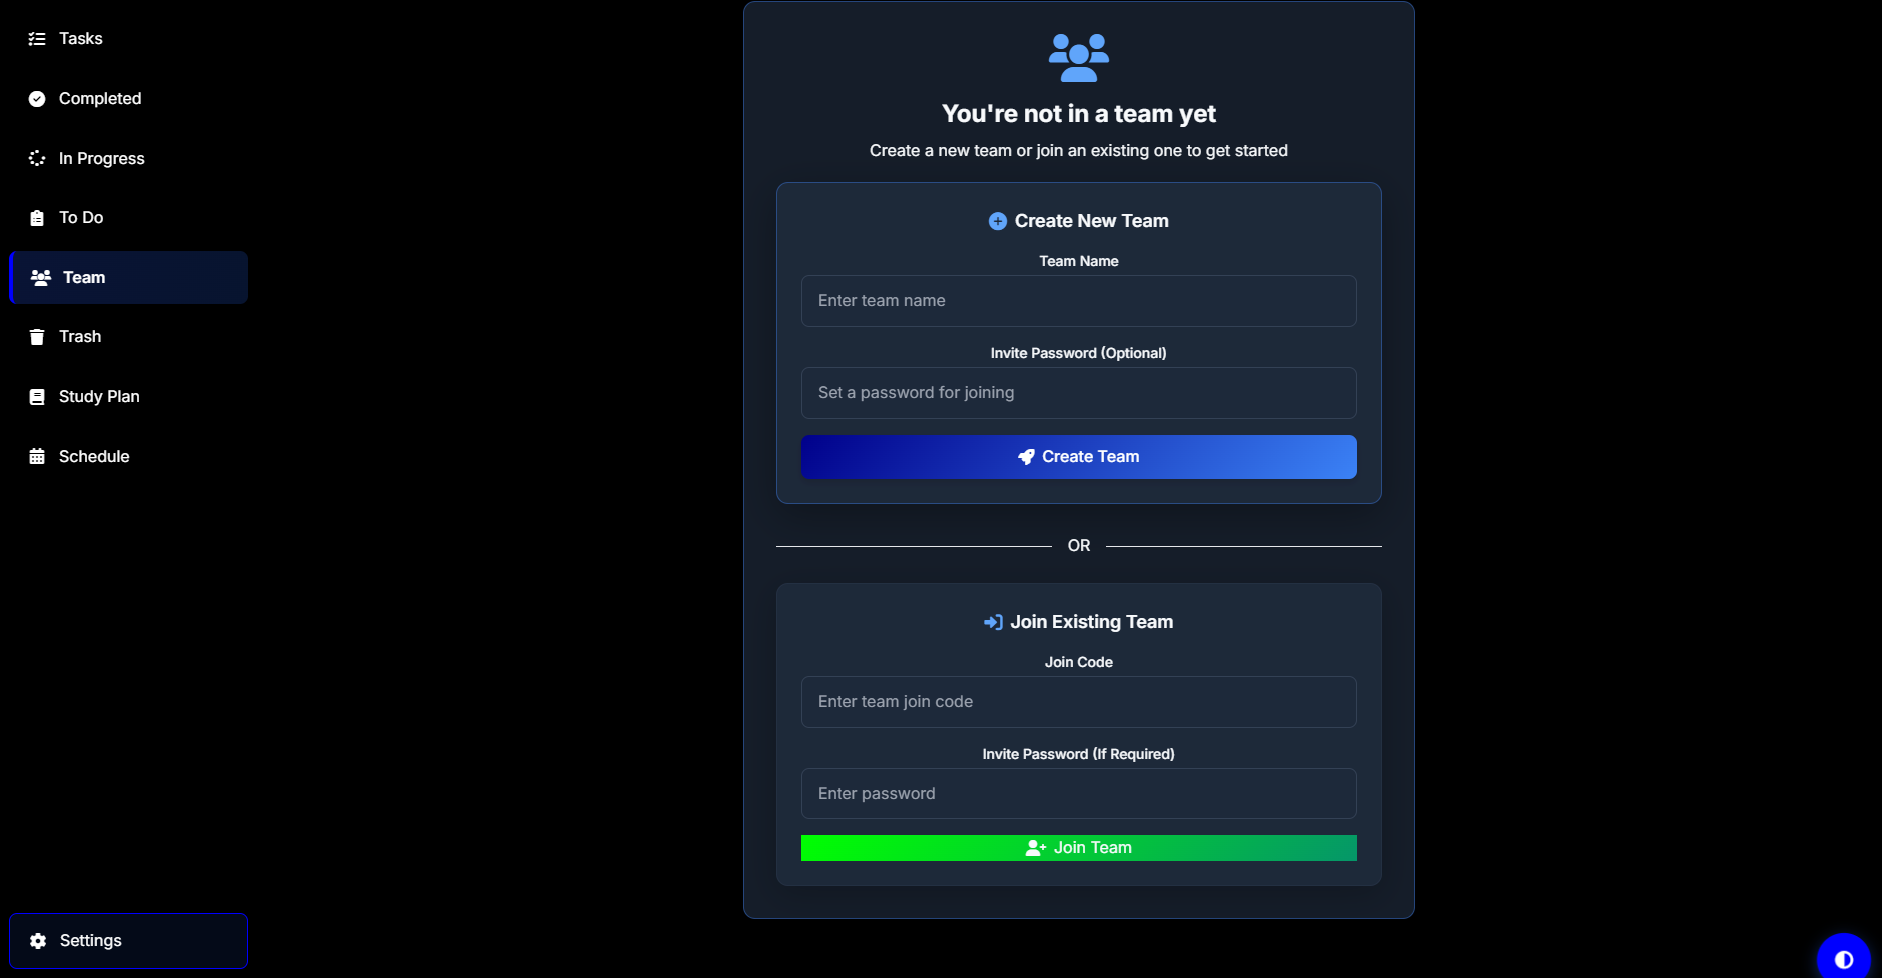 Tasks
Completed
In Progress
To Do
Team
Trash
Study Plan
Schedule
Settings
You're not in a team yet
Create a new team or join an existing one to get started
Create New Team
Team Name
Enter team name
Invite Password (Optional)
Set a password for joining
Create Team
OR
Join Existing Team
Join Code
Enter team join code
Invite Password (If Required)
Enter password
Join Team